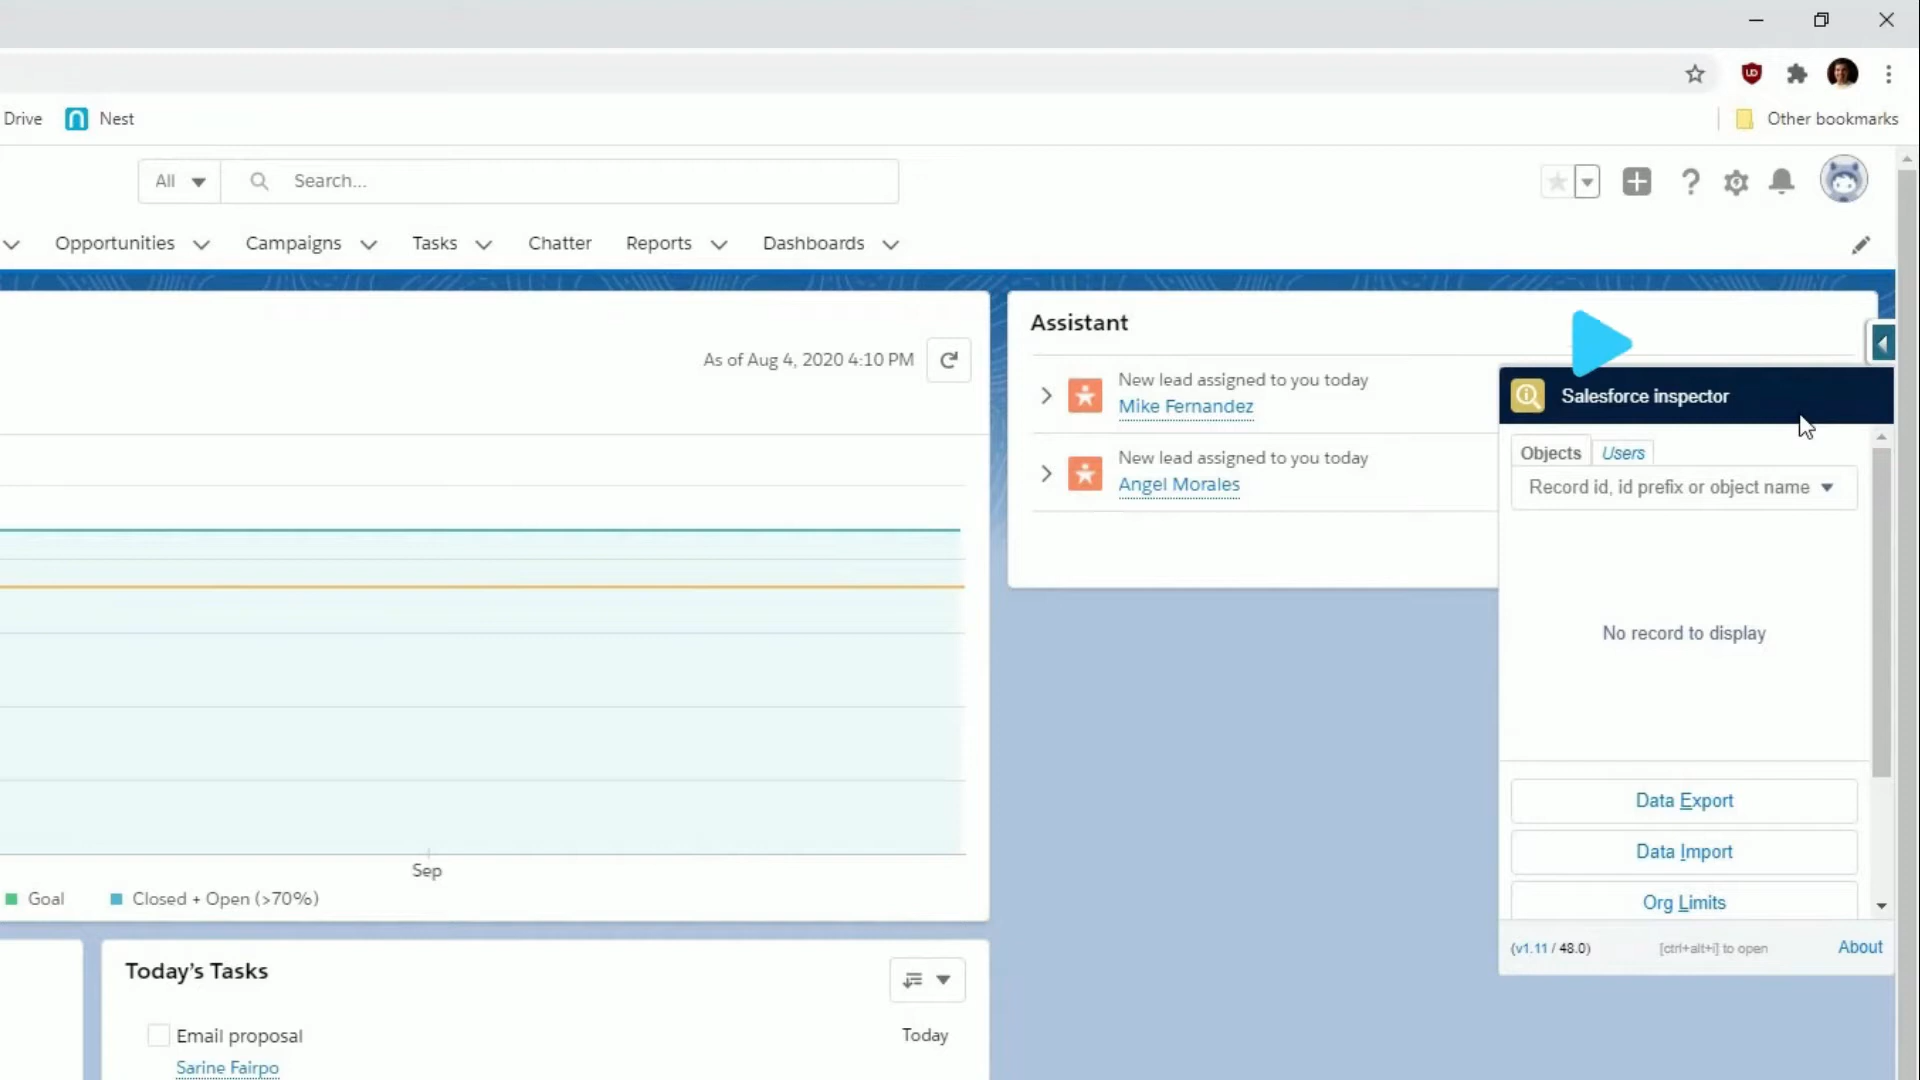 Drive
Nest
Other bookmarks
All
Search...
Opportunities
Campaigns
Tasks
Chatter
Reports
Dashboards
As of Aug 4, 2020 4:10 PM
Assistant
New lead assigned to you today
Mike Fernandez
New lead assigned to you today
Angel Morales
Salesforce inspector
Objects
Users
Record id, id prefix or object name
No record to display
Data Export
Data Import
Org Limits
(v1.11 / 48.0)
[ctrl+alt+i] to open
About
Sep
Goal
Closed + Open (>70%)
Today's Tasks
Email proposal
Today
Sarine Fairpo